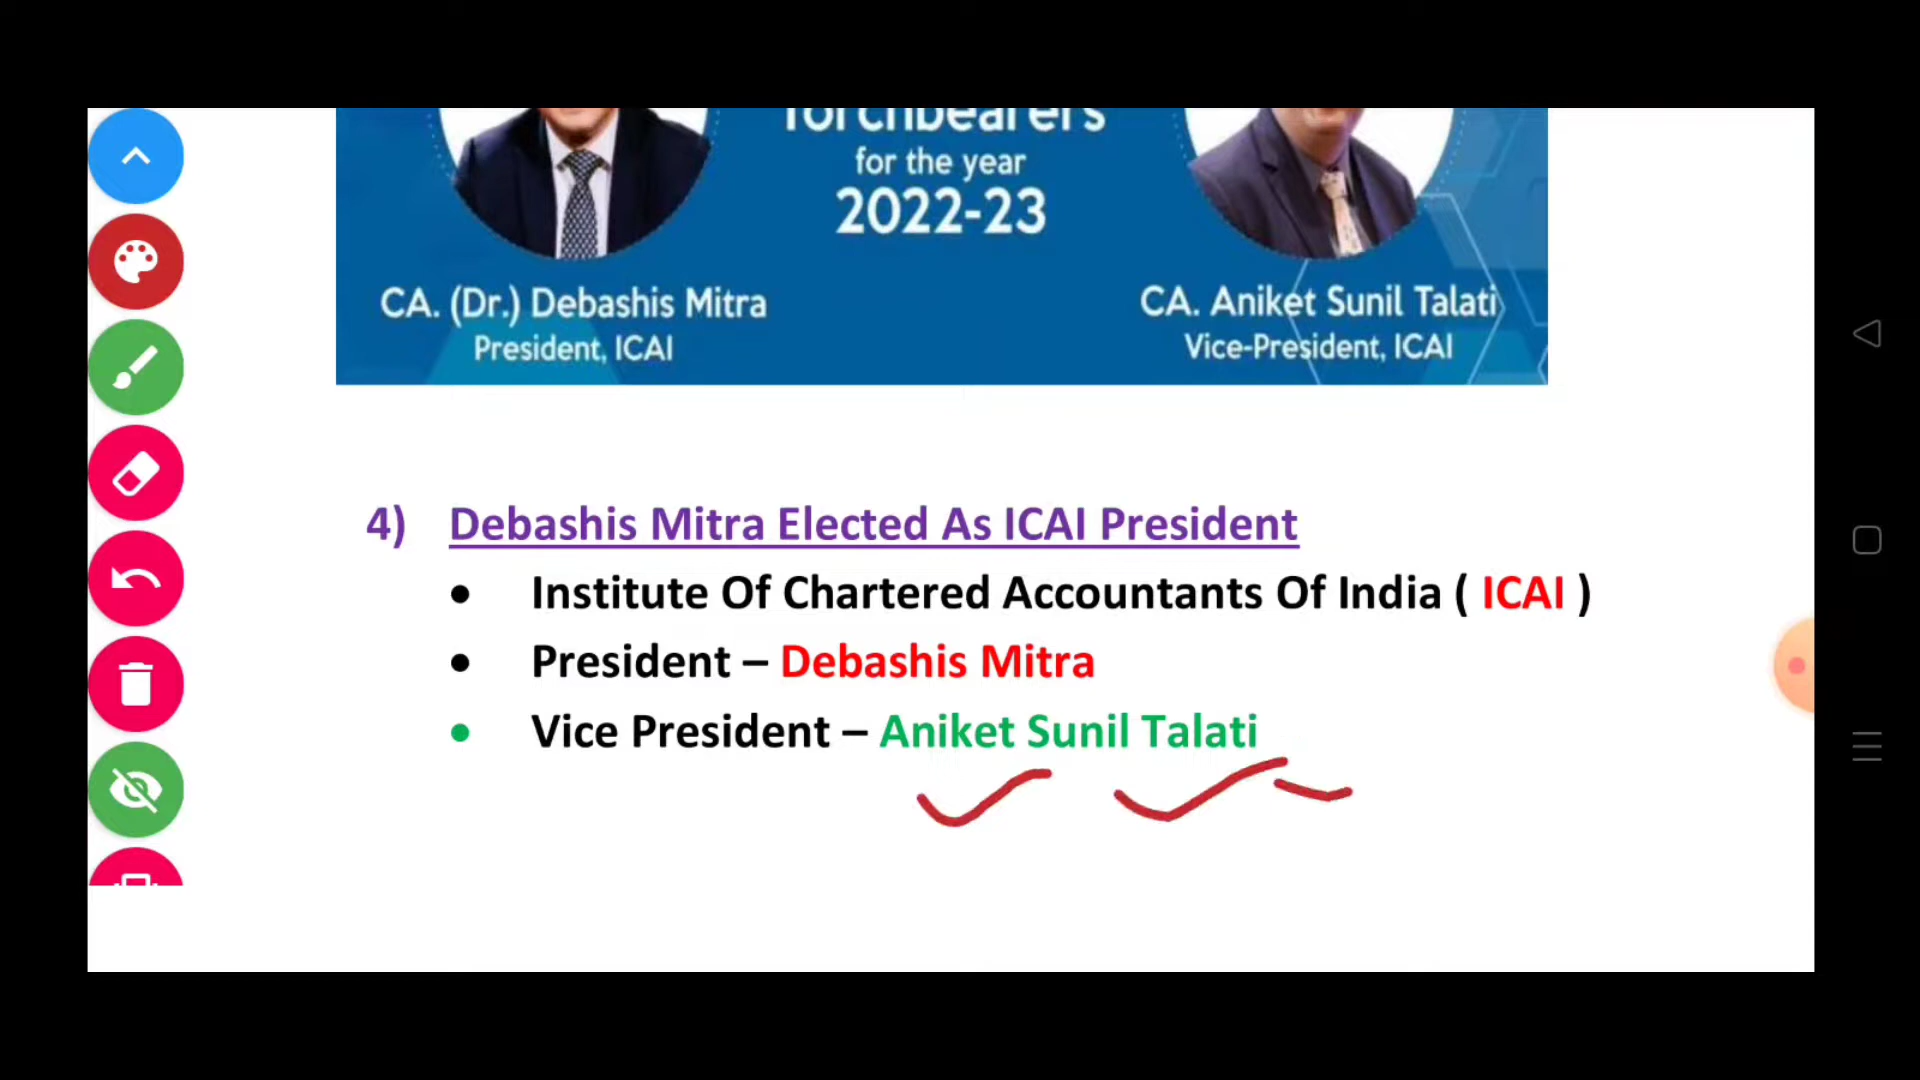 Torchbearers
for the year
2022-23
CA. (Dr.) Debashis Mitra
President, ICAI
CA. Aniket Sunil Talati
Vice-President, ICAI
4) Debashis Mitra Elected As ICAI President
• Institute Of Chartered Accountants Of India ( ICAI )
• President – Debashis Mitra
• Vice President – Aniket Sunil Talati